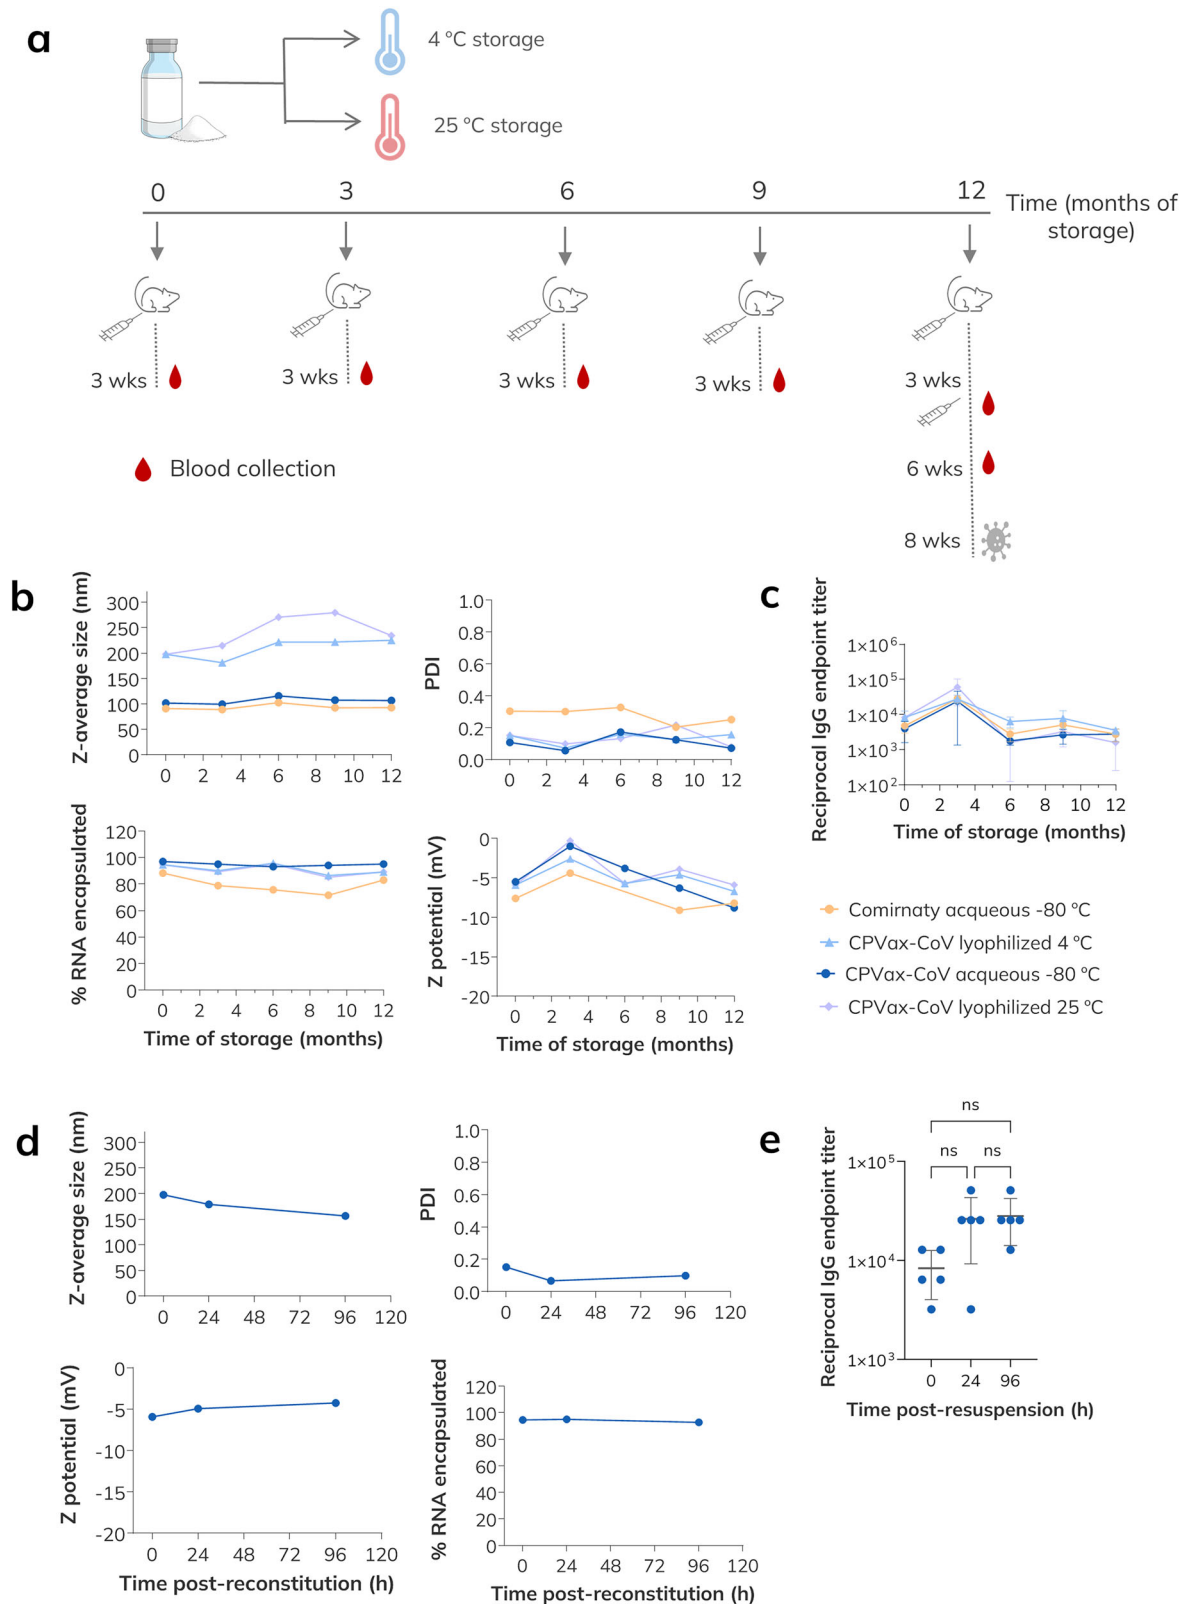 a
4 ºC storage
25 ºC storage
0 3 6 9 12
Time (months of
storage)
3 wks
3 wks
3 wks
3 wks
3 wks
6 wks
8 wks
Blood collection
b
Z-average size (nm)
300
250
200
150
100
50
0
0 2 4 6 8 10 12
PDI
1.0
0.8
0.6
0.4
0.2
0.0
0 2 4 6 8 10 12
% RNA encapsulated
120
100
80
60
40
20
0
0 2 4 6 8 10 12
Time of storage (months)
Z potential (mV)
0
-5
-10
-15
-20
0 2 4 6 8 10 12
Time of storage (months)
c
Reciprocal IgG endpoint titer
1×10⁶
1×10⁵
1×10⁴
1×10³
1×10²
0 2 4 6 8 10 12
Time of storage (months)
Comirnaty acqueous -80 ºC
CPVax-CoV lyophilized 4 ºC
CPVax-CoV acqueous -80 ºC
CPVax-CoV lyophilized 25 ºC
d
Z-average size (nm)
300
250
200
150
100
50
0
0 24 48 72 96 120
PDI
1.0
0.8
0.6
0.4
0.2
0.0
0 24 48 72 96 120
Z potential (mV)
0
-5
-10
-15
-20
0 24 48 72 96 120
Time post-reconstitution (h)
% RNA encapsulated
120
100
80
60
40
20
0
0 24 48 72 96 120
Time post-reconstitution (h)
e
Reciprocal IgG endpoint titer
ns
ns ns
1×10⁵
1×10⁴
1×10³
0 24 96
Time post-resuspension (h)